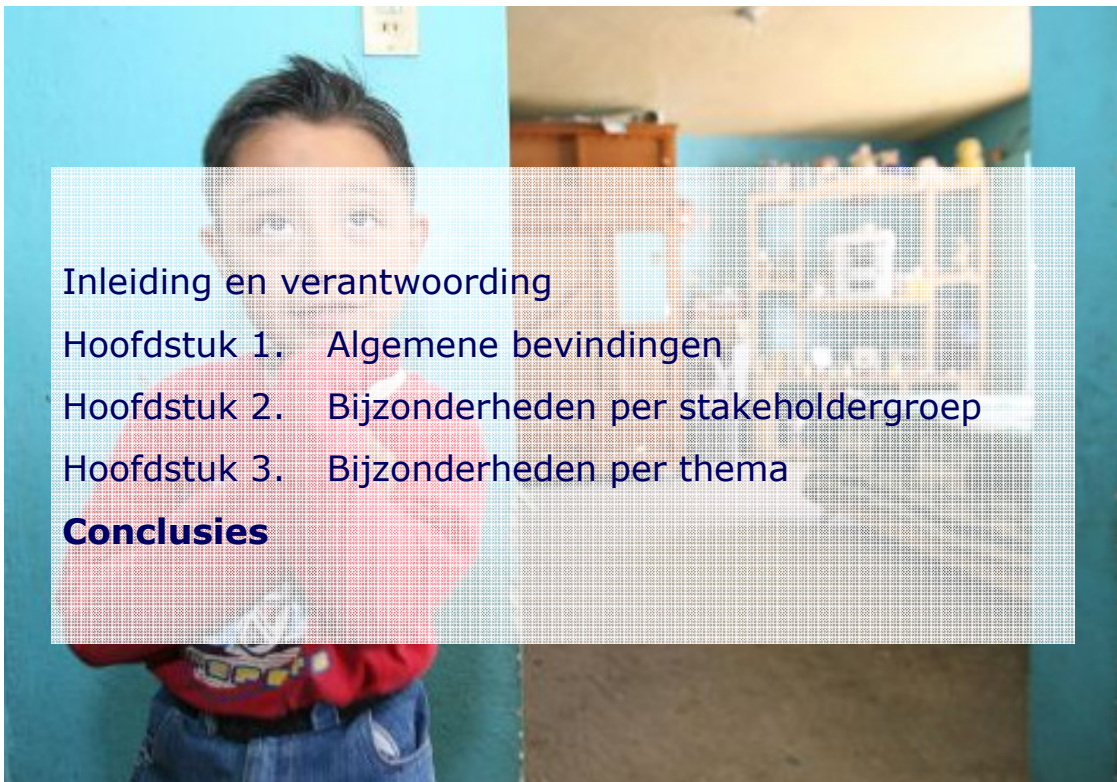 Inleiding en verantwoording
Hoofdstuk 1. Algemene bevindingen
Hoofdstuk 2. Bijzonderheden per stakeholdergroep
Hoofdstuk 3. Bijzonderheden per thema
Conclusies